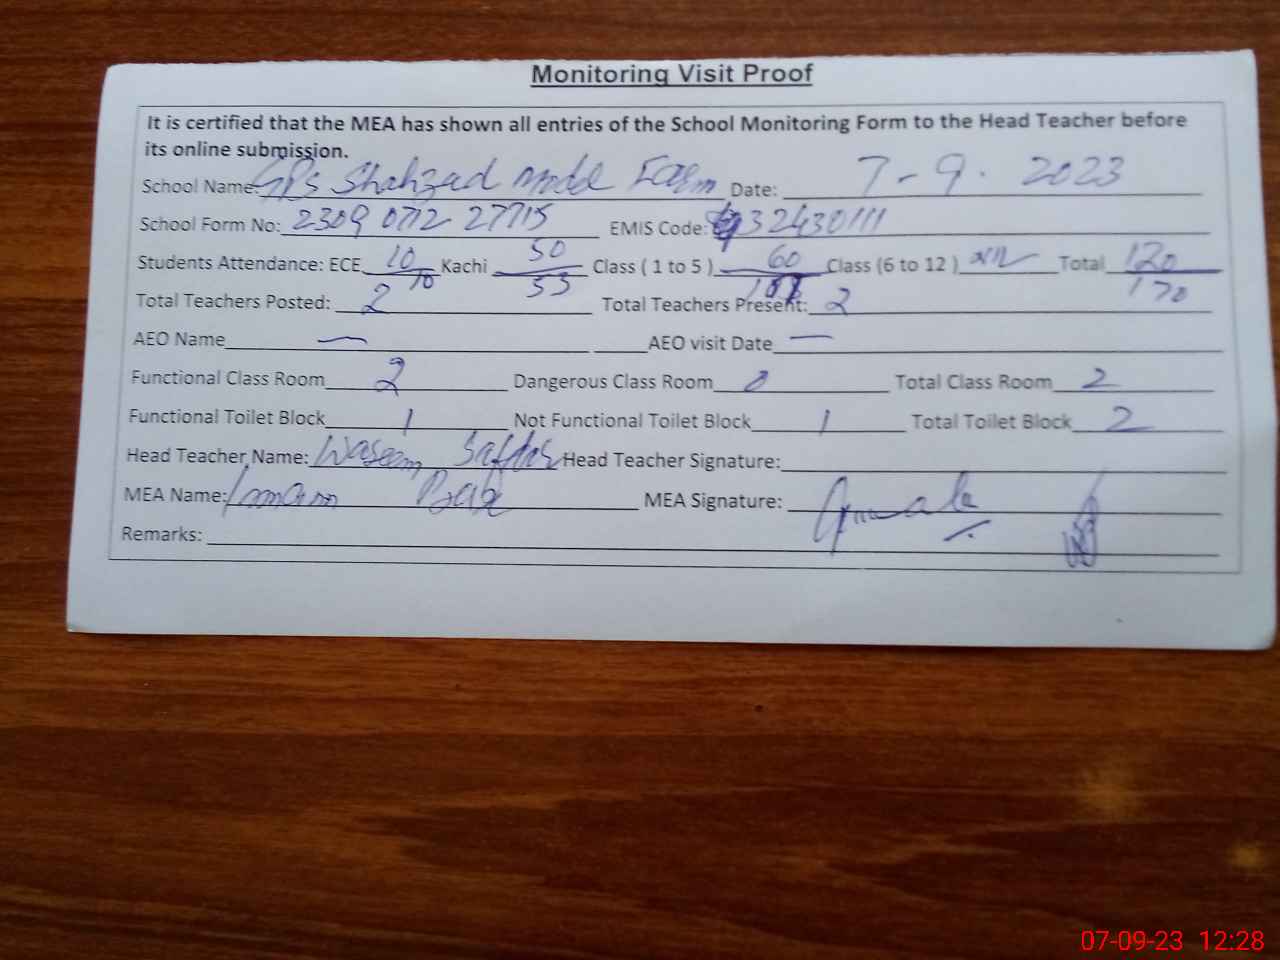 Monitoring Visit Proof
It is certified that the MEA has shown all entries of the School Monitoring Form to the Head Teacher before
its online submission.
School Name: GPS Shahzad Model Farm Date: 7-9-2023
School Form No: 2309 0712 27715 EMIS Code: 32430111
Students Attendance: ECE 10/10 Kachi 50/53 Class ( 1 to 5 ) 60 Class (6 to 12 ) Total 120/170
Total Teachers Posted: 2 Total Teachers Present: 2
AEO Name — AEO visit Date —
Functional Class Room 2 Dangerous Class Room 0 Total Class Room 2
Functional Toilet Block 1 Not Functional Toilet Block 1 Total Toilet Block 2
Head Teacher Name: Waseem Head Teacher Signature:
MEA Name: MEA Signature:
Remarks:
07-09-23 12:28